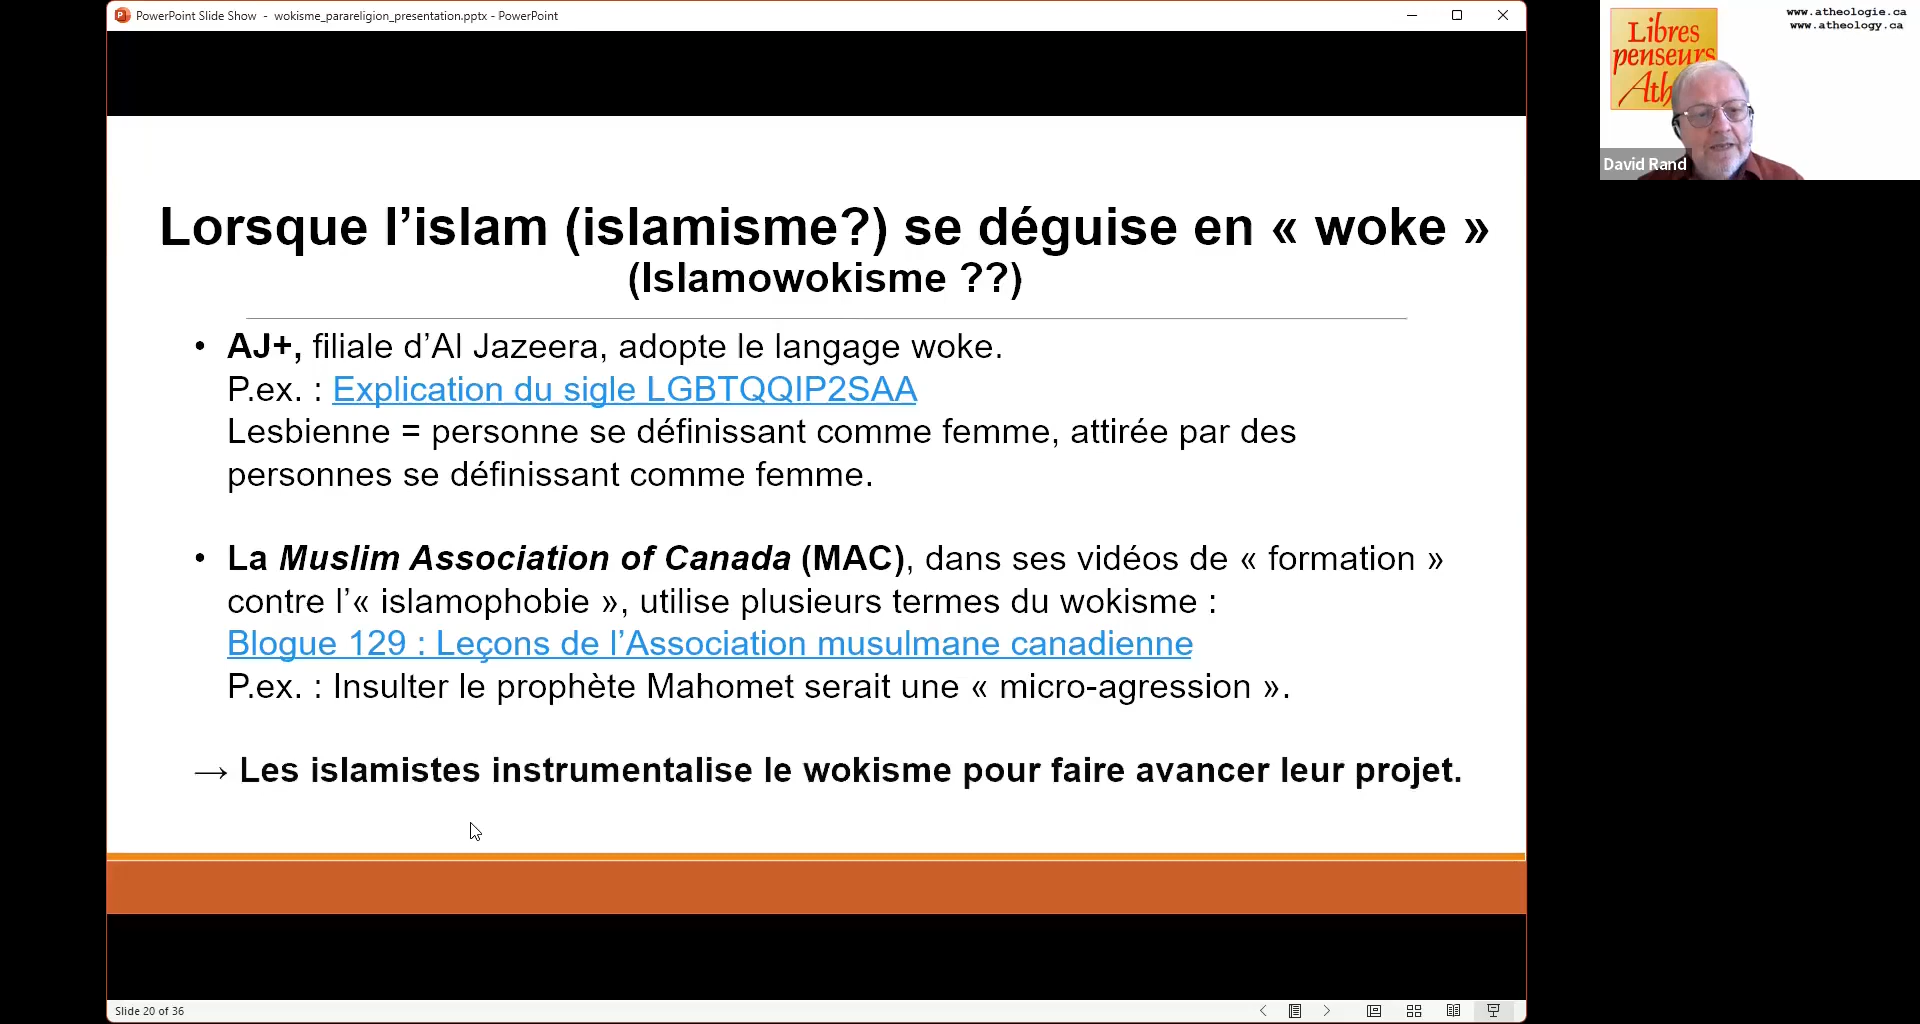 PowerPoint Slide Show - wokisme_parareligion_presentation.pptx - PowerPoint
www.atheologie.ca
www.atheology.ca
Libres
penseurs
Ath
David Rand
Lorsque l’islam (islamisme?) se déguise en « woke »
(Islamowokisme ??)
• AJ+, filiale d’Al Jazeera, adopte le langage woke.
P.ex. : Explication du sigle LGBTQQIP2SAA
Lesbienne = personne se définissant comme femme, attirée par des
personnes se définissant comme femme.
• La Muslim Association of Canada (MAC), dans ses vidéos de « formation »
contre l’« islamophobie », utilise plusieurs termes du wokisme :
Blogue 129 : Leçons de l’Association musulmane canadienne
P.ex. : Insulter le prophète Mahomet serait une « micro-agression ».
→ Les islamistes instrumentalise le wokisme pour faire avancer leur projet.
Slide 20 of 36